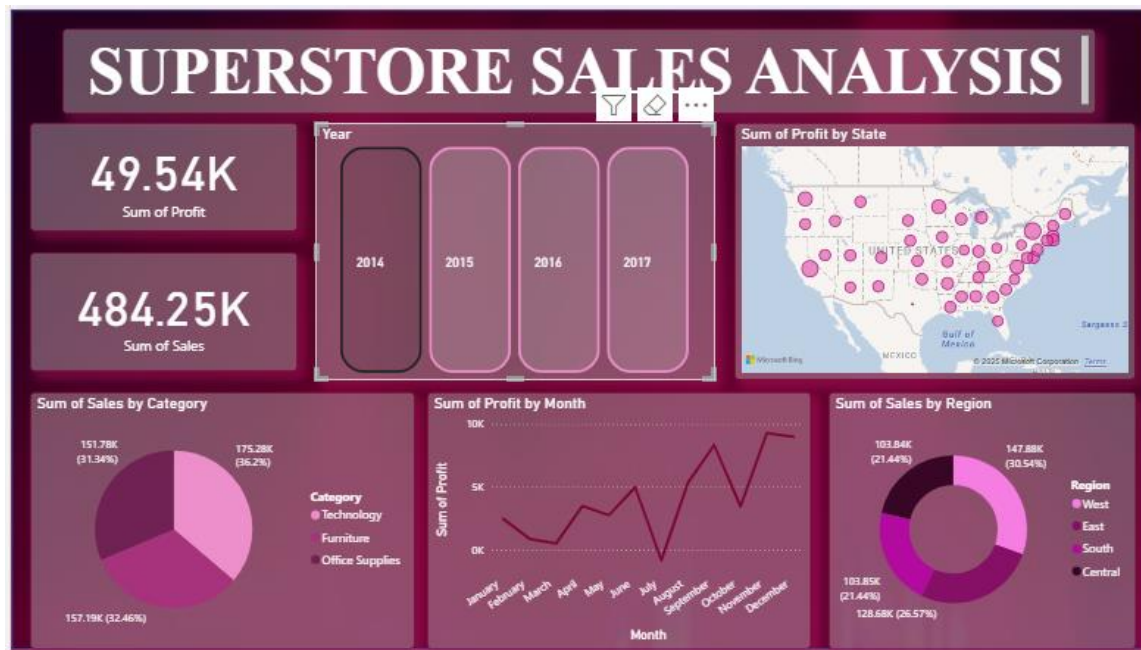 SUPERSTORE SALES ANALYSIS
49.54K
Sum of Profit
484.25K
Sum of Sales
Year
2014
2015
2016
2017
Sum of Profit by State
UNITED STATES
MEXICO
Gulf of
Mexico
Sargasso S
Microsoft Bing
© 2025 Microsoft Corporation Terms
Sum of Sales by Category
151.78K
(31.34%)
175.28K
(36.2%)
157.19K (32.46%)
Category
Technology
Furniture
Office Supplies
Sum of Profit by Month
Sum of Profit
10K
5K
0K
January
February
March
April
May
June
July
August
September
October
November
December
Month
Sum of Sales by Region
103.84K
(21.44%)
147.88K
(30.54%)
103.85K
(21.44%)
128.68K (26.57%)
Region
West
East
South
Central